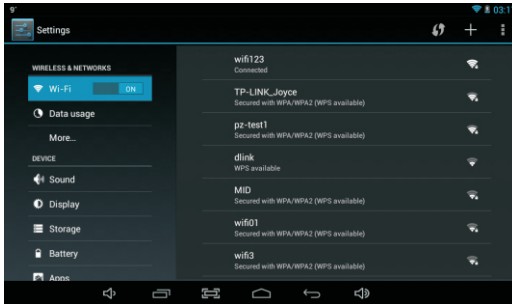 9"
03:1
Settings
WIRELESS & NETWORKS
Wi-Fi
ON
Data usage
More...
DEVICE
Sound
Display
Storage
Battery
Apps
wifi123
Connected
TP-LINK_Joyce
Secured with WPA/WPA2 (WPS available)
pz-test1
Secured with WPA/WPA2 (WPS available)
dlink
WPS available
MID
Secured with WPA/WPA2 (WPS available)
wifi01
Secured with WPA/WPA2 (WPS available)
wifi3
Secured with WPA/WPA2 (WPS available)